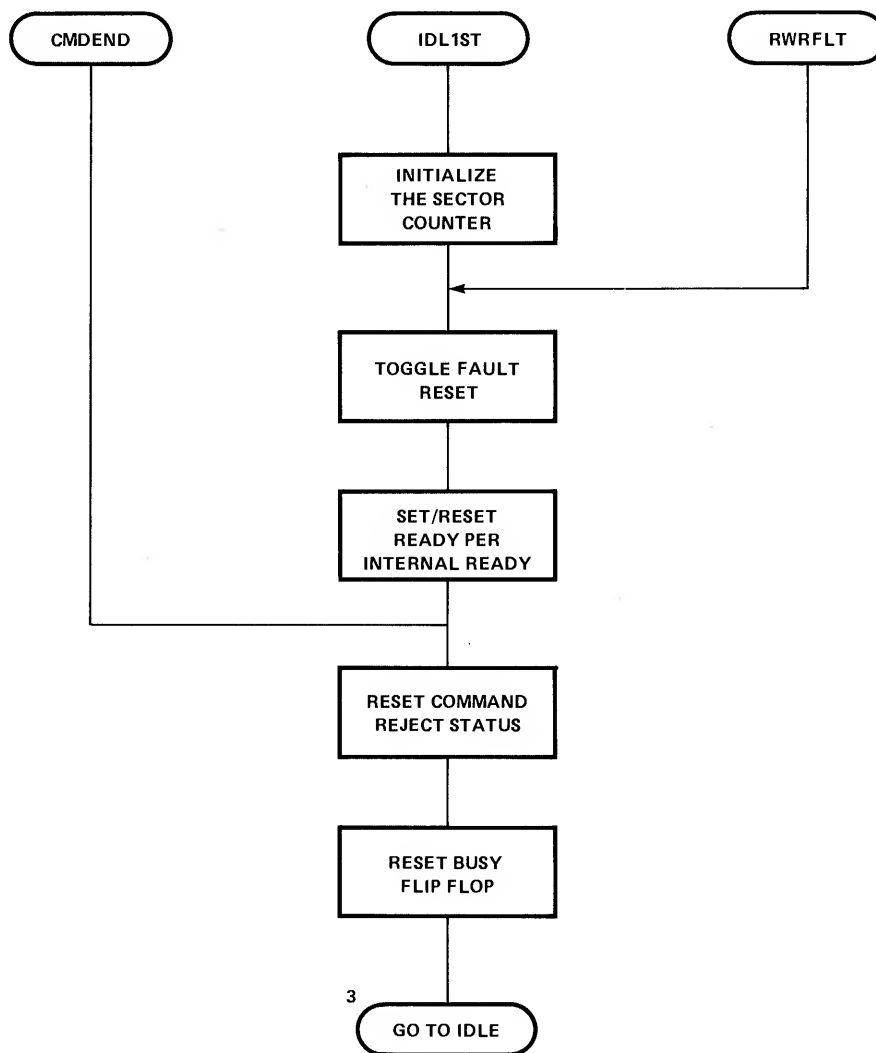 CMDEND
IDL1ST
RWRFLT
INITIALIZE
THE SECTOR
COUNTER
TOGGLE FAULT
RESET
SET/RESET
READY PER
INTERNAL READY
RESET COMMAND
REJECT STATUS
RESET BUSY
FLIP FLOP
3
GO TO IDLE